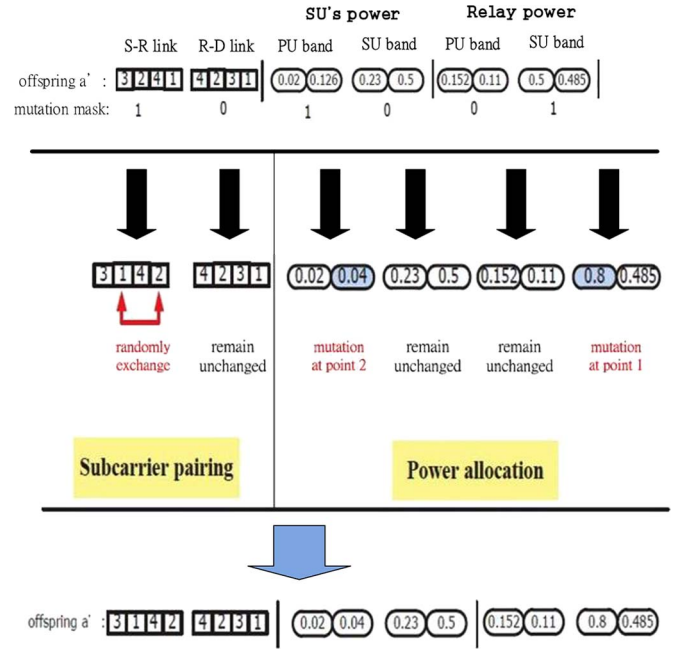 SU's power Relay power
S-R link R-D link PU band SU band PU band SU band
offspring a' : 3 2 4 1 4 2 3 1 0.02 0.126 0.23 0.5 0.152 0.11 0.5 0.485
mutation mask: 1 0 1 0 0 1
3 1 4 2 4 2 3 1 0.02 0.04 0.23 0.5 0.152 0.11 0.8 0.485
randomly remain mutation remain remain mutation
exchange unchanged at point 2 unchanged unchanged at point 1
Subcarrier pairing Power allocation
offspring a' : 3 1 4 2 4 2 3 1 0.02 0.04 0.23 0.5 0.152 0.11 0.8 0.485